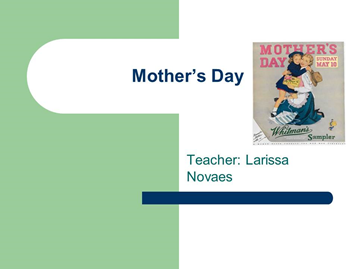 Mother’s Day
MOTHER'S
DAY
SUNDAY
MAY 10
Whitman's
Sampler
Teacher: Larissa
Novaes